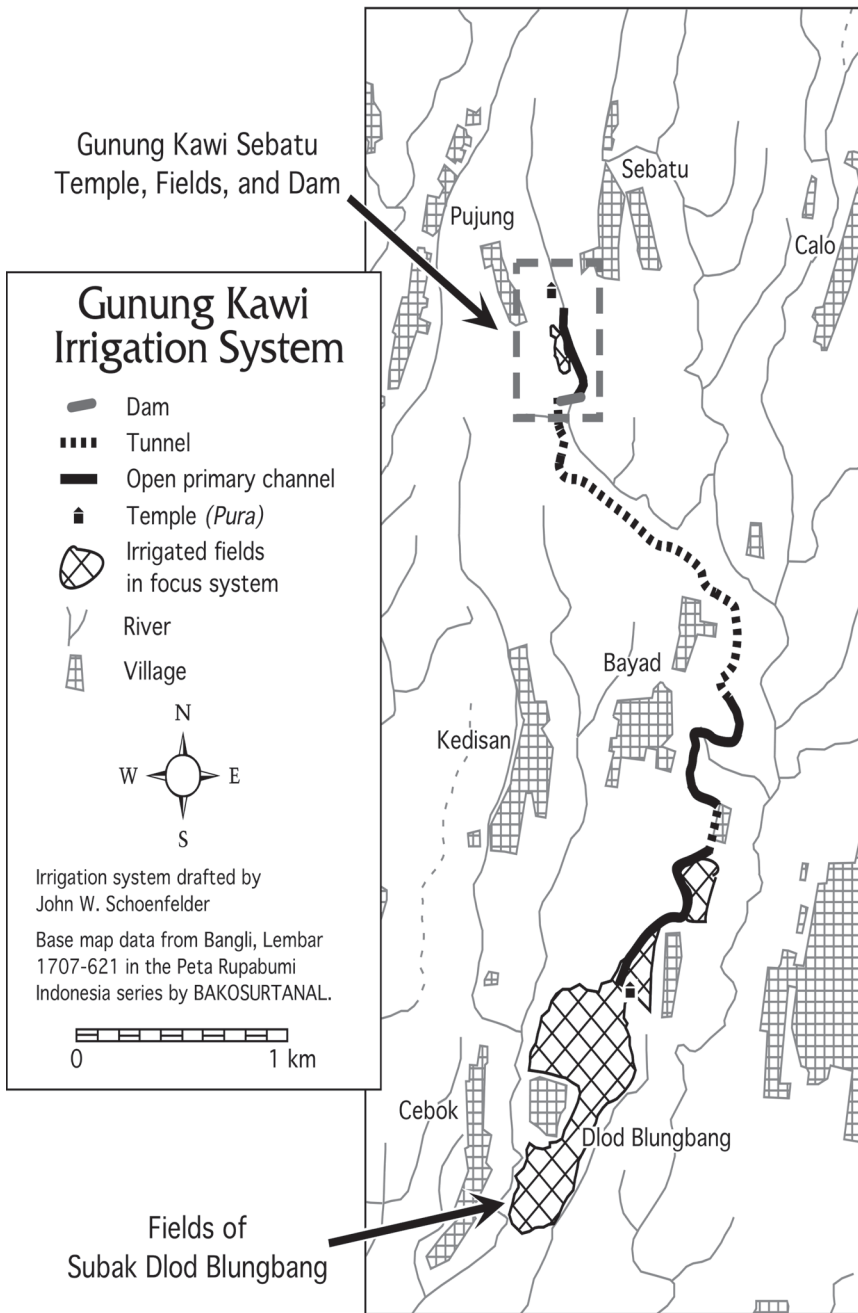 Gunung Kawi Sebatu
Temple, Fields, and Dam
Sebatu
Pujung
Calo
Gunung Kawi
Irrigation System
Dam
Tunnel
Open primary channel
Temple (Pura)
Irrigated fields
in focus system
River
Village
N
W E
S
Irrigation system drafted by
John W. Schoenfelder
Base map data from Bangli, Lembar
1707-621 in the Peta Rupabumi
Indonesia series by BAKOSURTANAL.
0 1 km
Bayad
Kedisan
Cebok
Dlod Blungbang
Fields of
Subak Dlod Blungbang